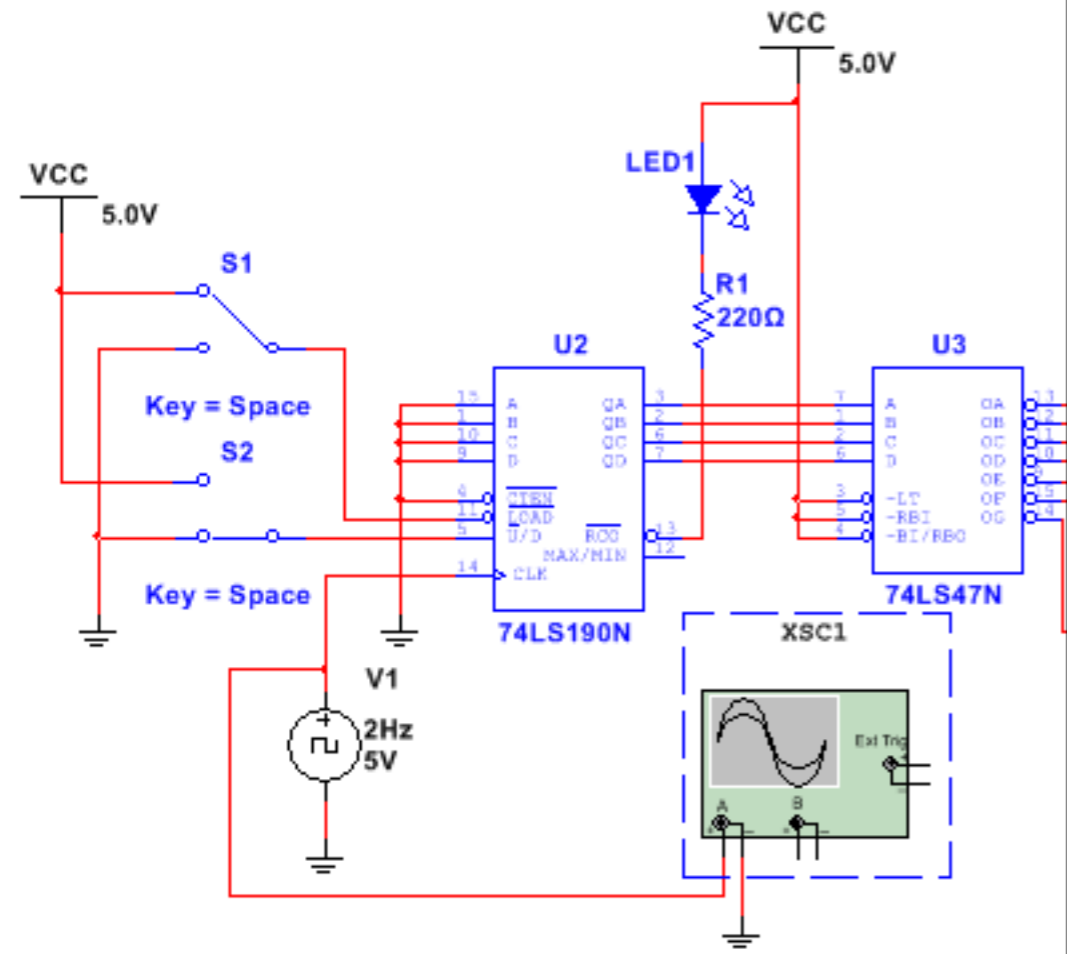 VCC
5.0V
VCC
5.0V
LED1
S1
R1
220Ω
Key = Space
S2
Key = Space
U2
15 A QA 3
1 B QB 2
10 C QC 6
9 D QD 7
4 CTEN
11 LOAD
5 U/D RCO 13
MAX/MIN 12
14 CLK
74LS190N
U3
7 A OA 13
1 B OB 12
2 C OC 11
6 D OD 10
OE 9
3 -LT OF 15
5 -RBI OG 14
4 -BI/RBO
74LS47N
V1
2Hz
5V
XSC1
Ext Trig
+
-
A
B
+ - + -